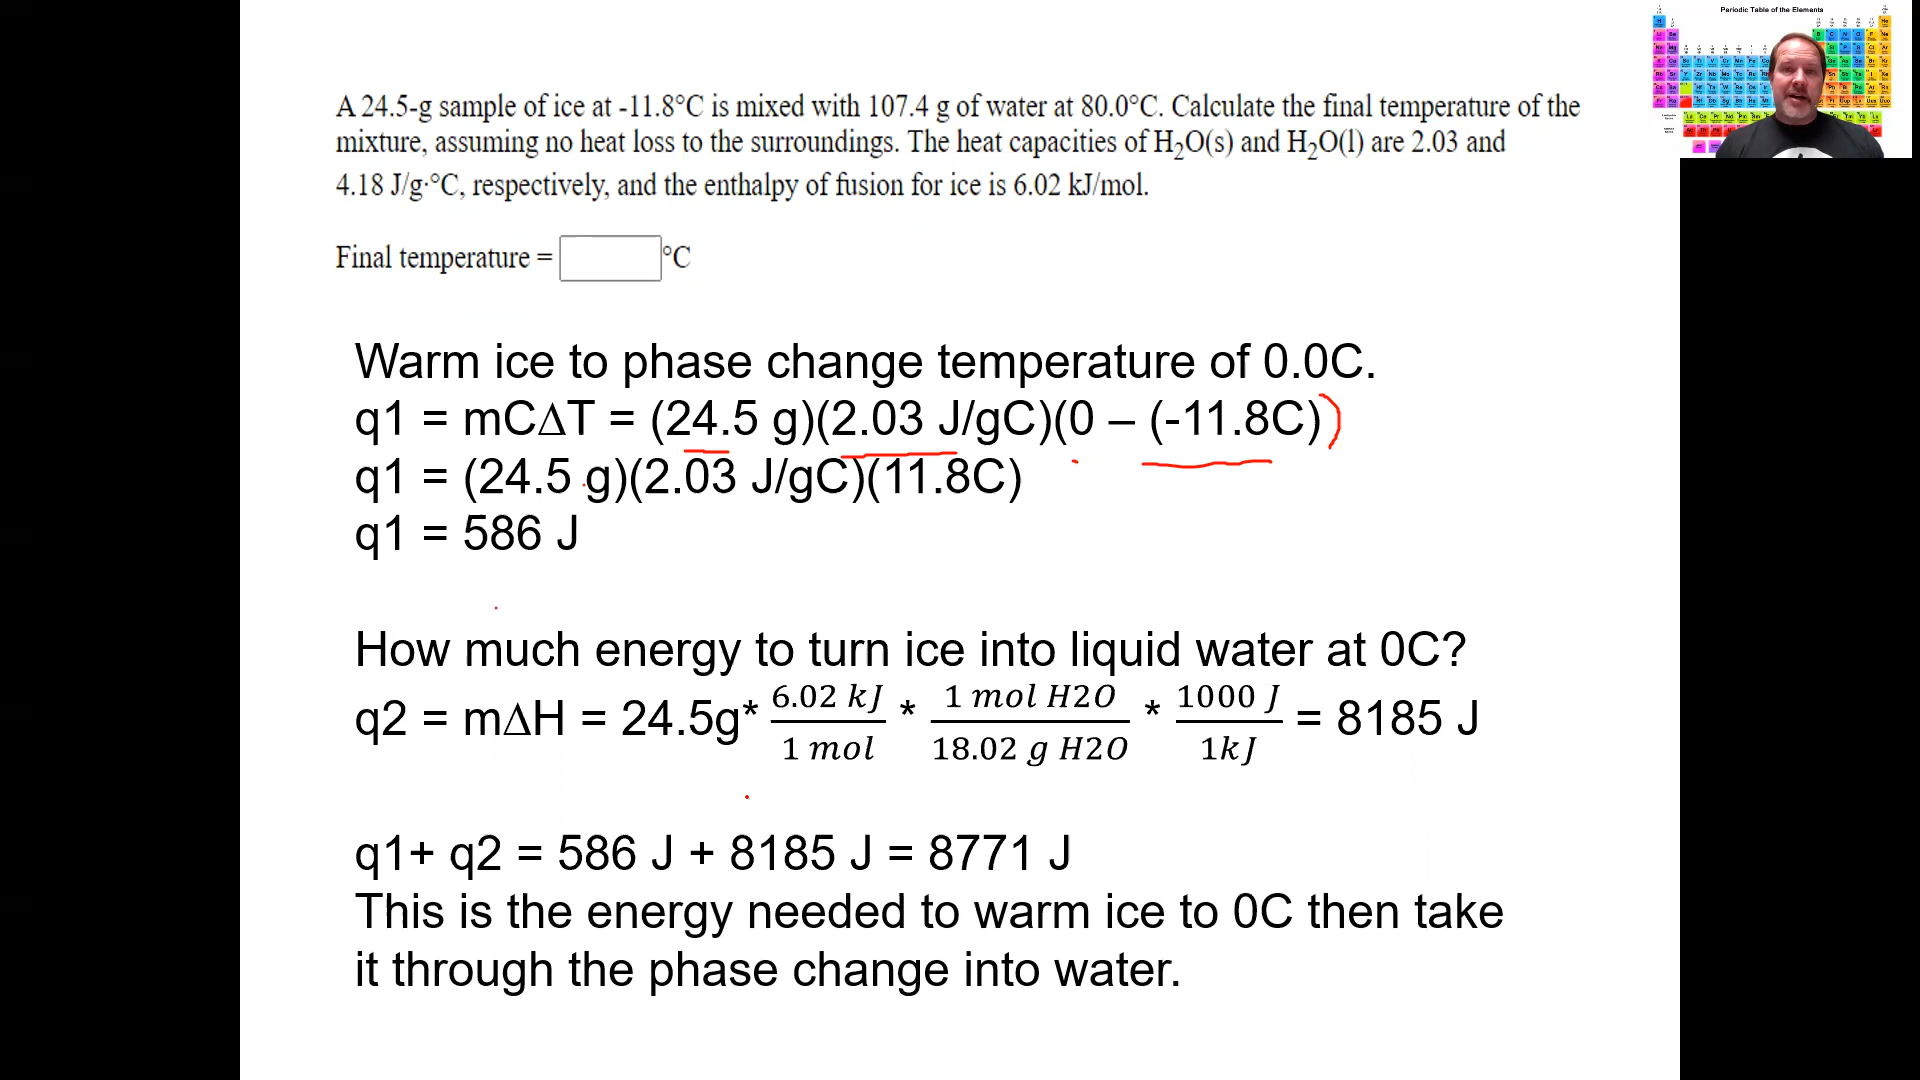 Periodic Table of the Elements
A 24.5-g sample of ice at -11.8°C is mixed with 107.4 g of water at 80.0°C. Calculate the final temperature of the
mixture, assuming no heat loss to the surroundings. The heat capacities of H₂O(s) and H₂O(l) are 2.03 and
4.18 J/g·°C, respectively, and the enthalpy of fusion for ice is 6.02 kJ/mol.
Final temperature = °C
Warm ice to phase change temperature of 0.0C.
q1 = mC∆T = (24.5 g)(2.03 J/gC)(0 – (-11.8C))
q1 = (24.5 g)(2.03 J/gC)(11.8C)
q1 = 586 J
How much energy to turn ice into liquid water at 0C?
q2 = m∆H = 24.5g* 6.02 kJ / 1 mol * 1 mol H2O / 18.02 g H2O * 1000 J / 1kJ = 8185 J
q1+ q2 = 586 J + 8185 J = 8771 J
This is the energy needed to warm ice to 0C then take
it through the phase change into water.